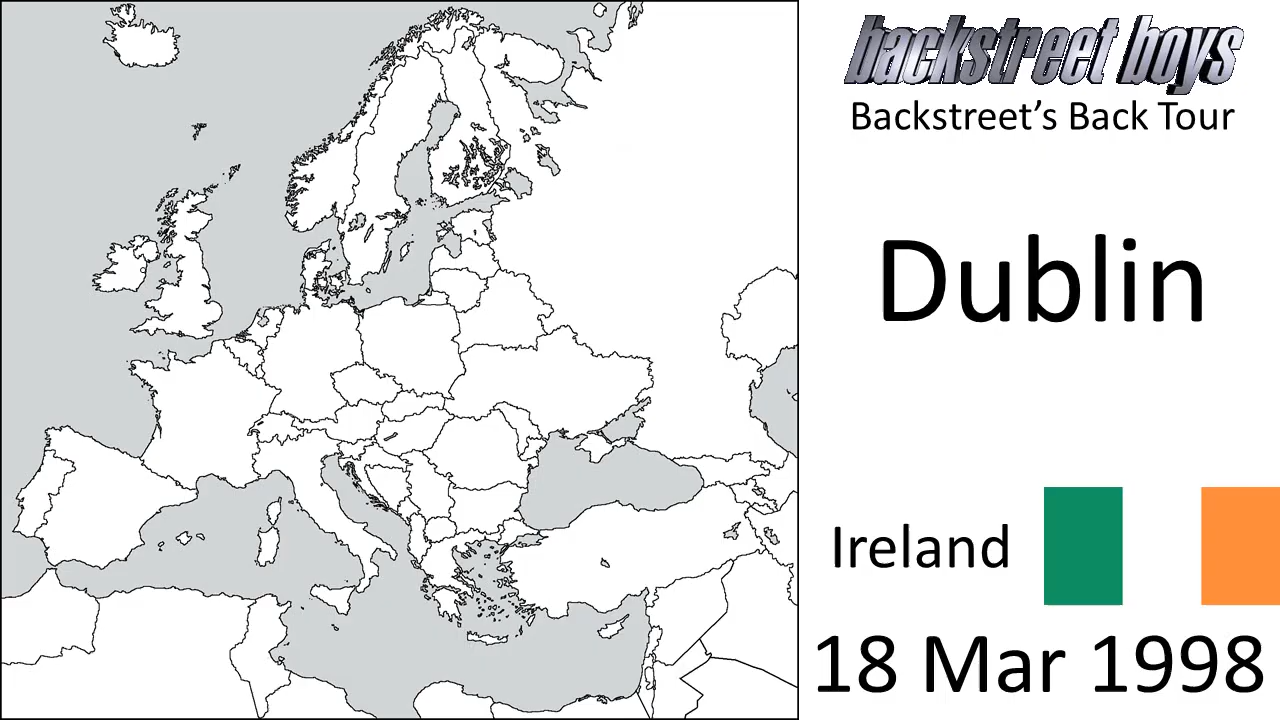 backstreet boys
Backstreet's Back Tour
Dublin
Ireland
18 Mar 1998